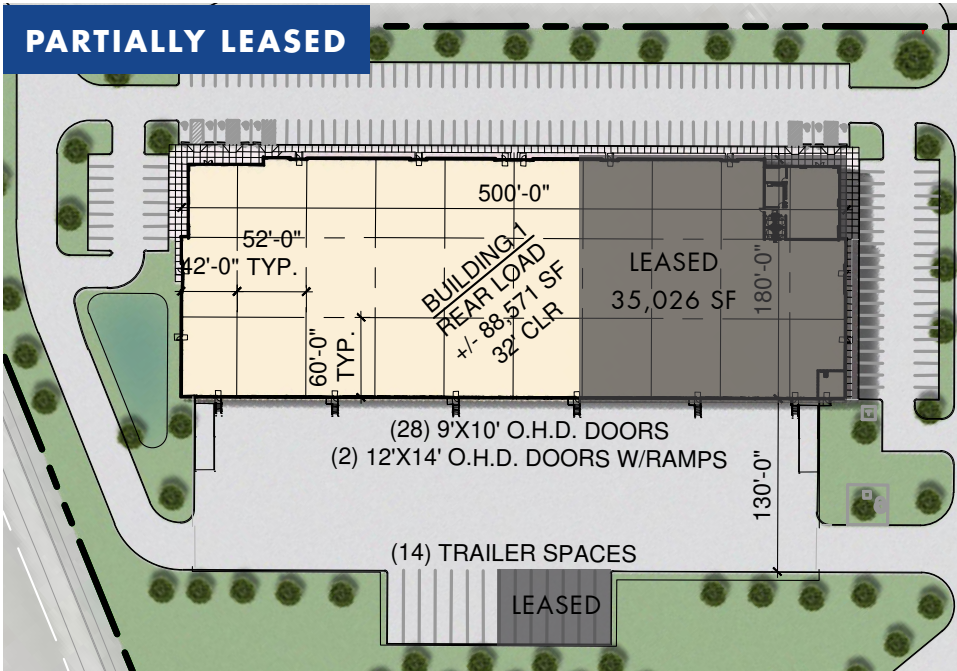 PARTIALLY LEASED
500'-0"
52'-0"
42'-0" TYP.
BUILDING 1
REAR LOAD
+/- 88,571 SF
32' CLR
LEASED
35,026 SF
180'-0"
60'-0"
TYP.
(28) 9'X10' O.H.D. DOORS
(2) 12'X14' O.H.D. DOORS W/RAMPS
130'-0"
(14) TRAILER SPACES
LEASED